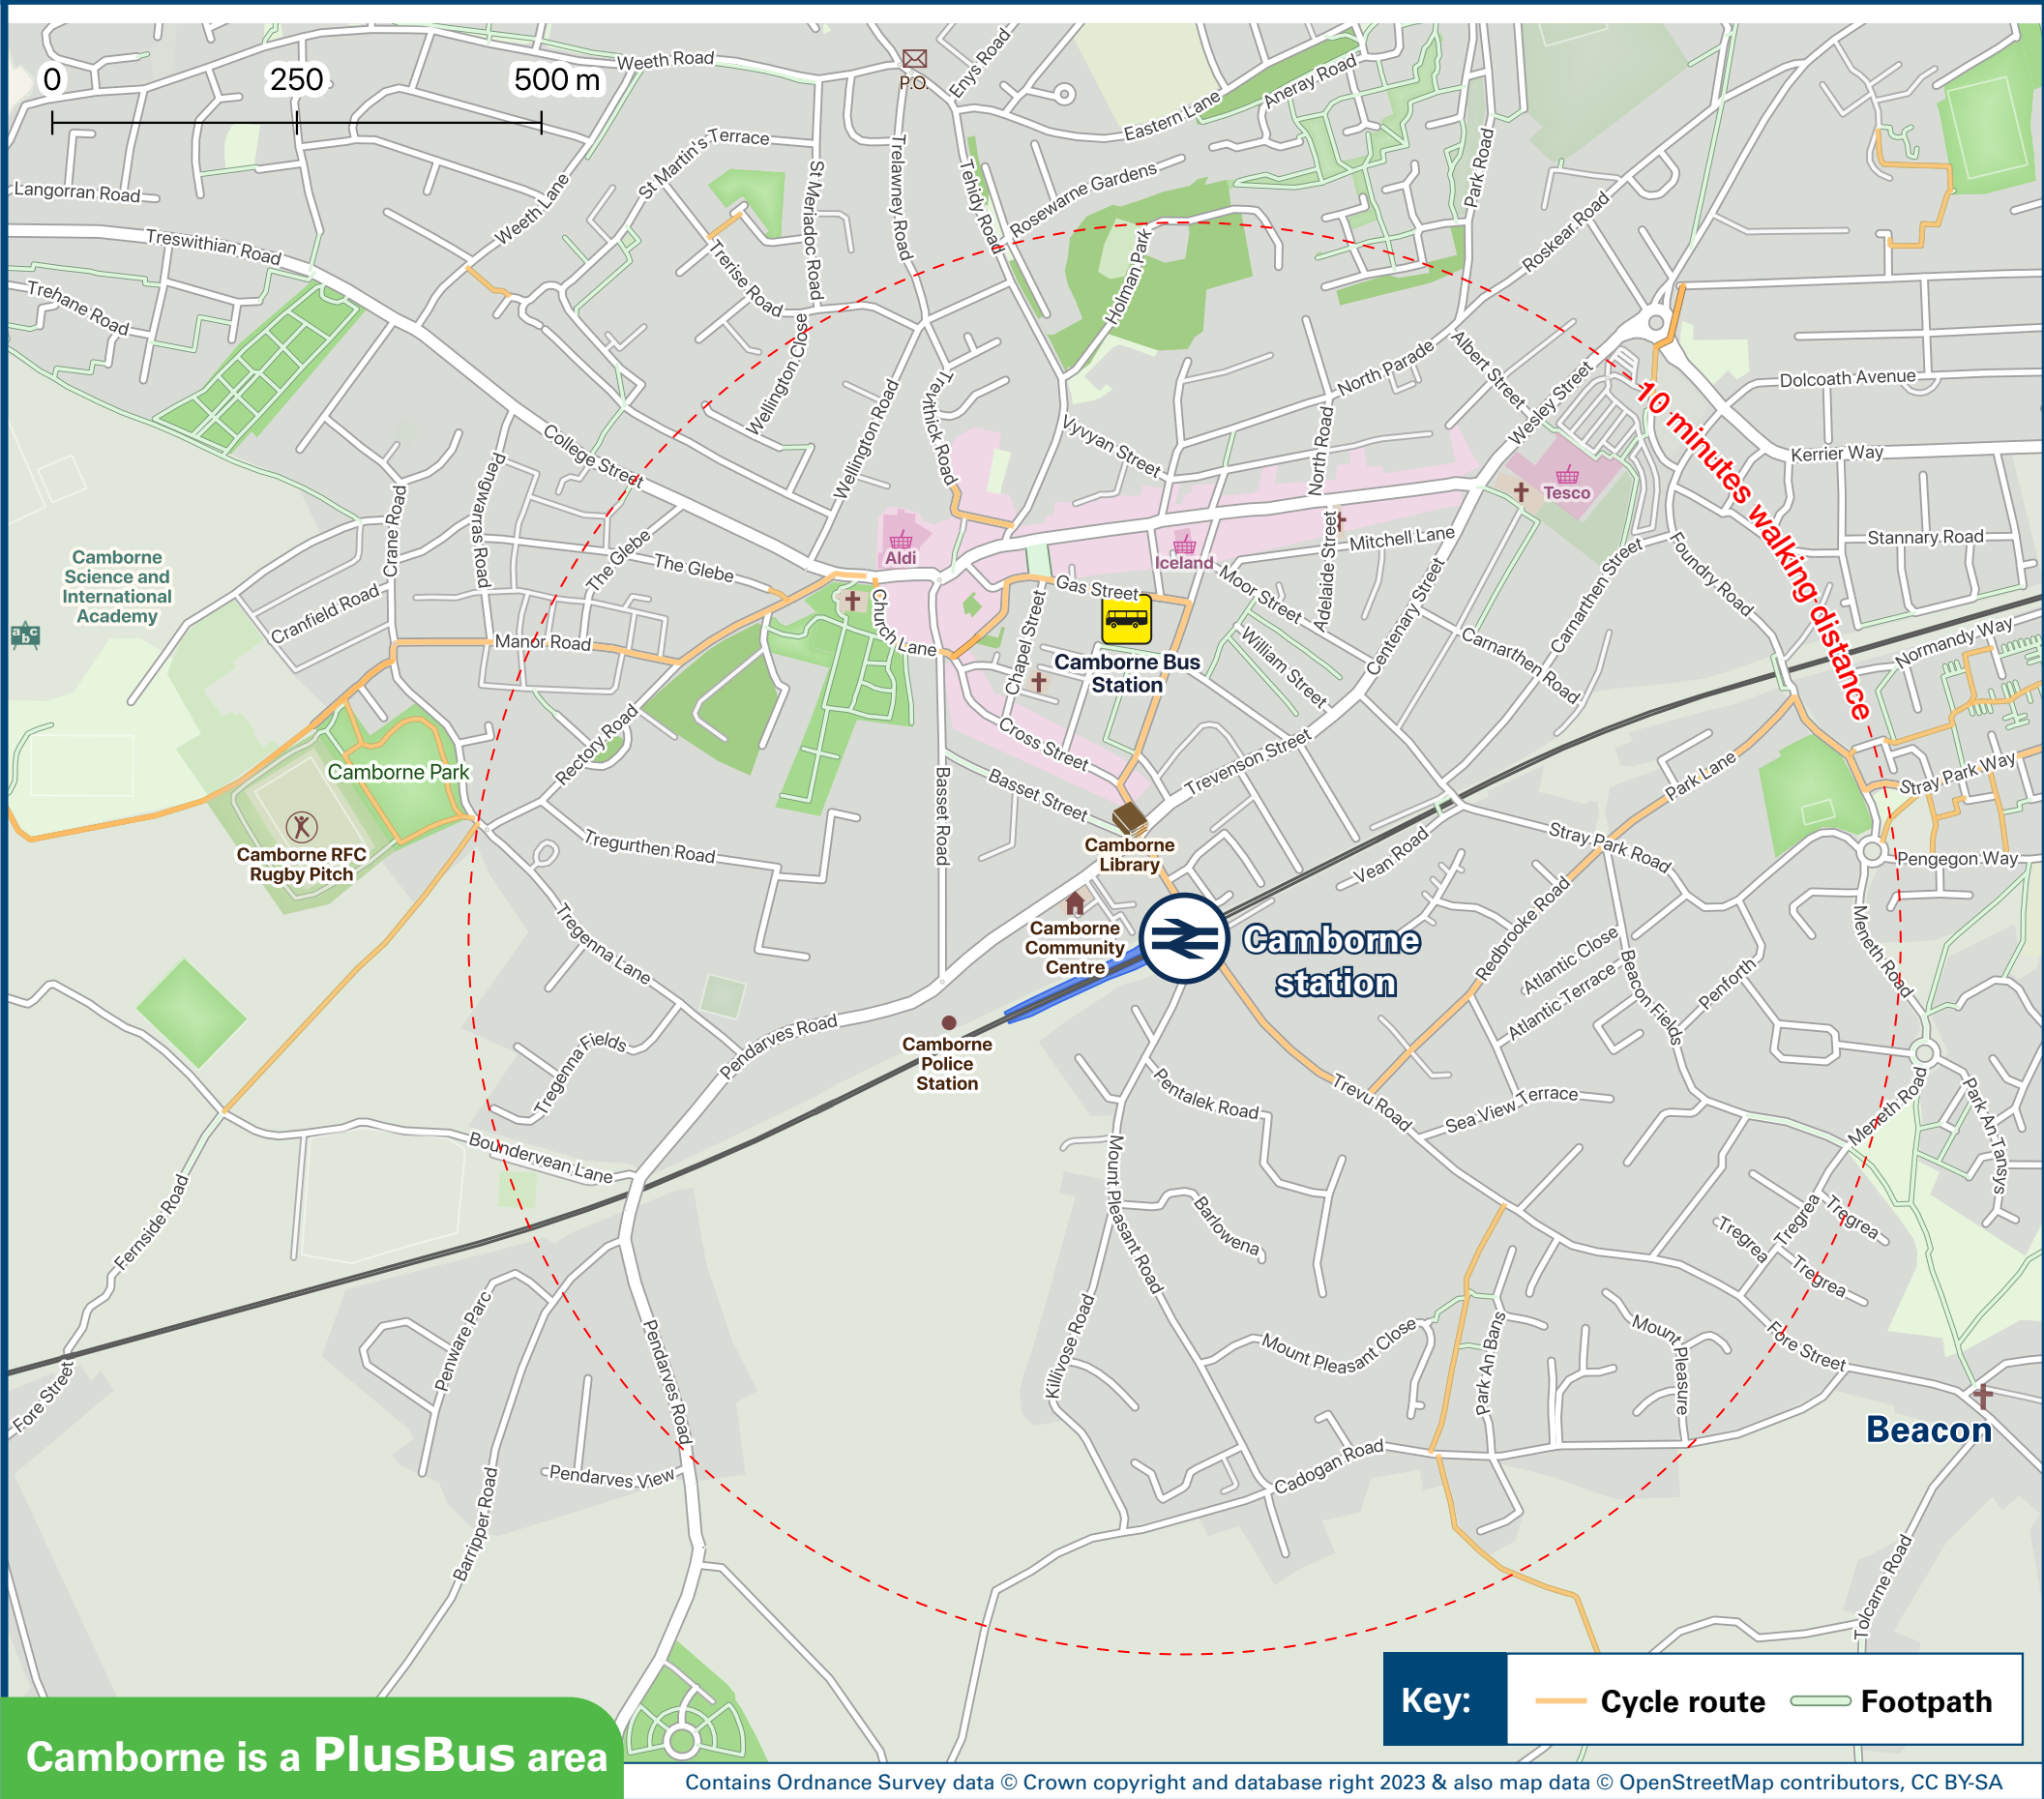 0 250 500 m
Weeth Road
P.O.
Enys Road
Eastern Lane
Aneray Road
St Martin's Terrace
Langorran Road
Weeth Lane
St Meriadoc Road
Trelawney Road
Tehidy Road
Rosewarne Gardens
Park Road
Roskear Road
Treswithian Road
Trehane Road
Trerise Road
Holman Park
Wellington Close
Wellington Road
Trevithick Road
North Parade
Albert Street
Wesley Street
Dolcoath Avenue
Kerrier Way
10 minutes walking distance
College Street
Vyvyan Street
North Road
Tesco
Pengwarras Road
Crane Road
Aldi
Iceland
Adelaide Street
Mitchell Lane
Stannary Road
Foundry Road
Camborne
Science and
International
Academy
abc
Cranfield Road
The Glebe
The Glebe
Gas Street
Moor Street
Centenary Street
Carnarthen Street
Church Lane
Chapel Street
Manor Road
William Street
Carnarthen Road
Normandy Way
Camborne Bus
Station
Rectory Road
Cross Street
Trevenson Street
Park Lane
Stray Park Way
Camborne Park
Basset Street
Basset Road
Camborne RFC
Rugby Pitch
Tregurthen Road
Camborne
Library
Vean Road
Stray Park Road
Pengegon Way
Tregenna Lane
Camborne
Community
Centre
Camborne
station
Redbrooke Road
Atlantic Close
Atlantic Terrace
Beacon Fields
Penforth
Meneth Road
Tregenna Fields
Pendarves Road
Camborne
Police
Station
Pentalek Road
Trevu Road
Sea View Terrace
Meneth Road
Park An Tansys
Boundervean Lane
Fernside Road
Mount Pleasant Road
Barlowena
Tregrea
Tregrea
Tregrea
Tregrea
Penware Parc
Pendarves Road
Killivose Road
Mount Pleasant Close
Park An Bans
Mount Pleasure
Fore Street
Fore Street
Beacon
Pendarves View
Cadogan Road
Barripper Road
Tolcarne Road
Key: Cycle route Footpath
Camborne is a PlusBus area
Contains Ordnance Survey data © Crown copyright and database right 2023 & also map data © OpenStreetMap contributors, CC BY-SA